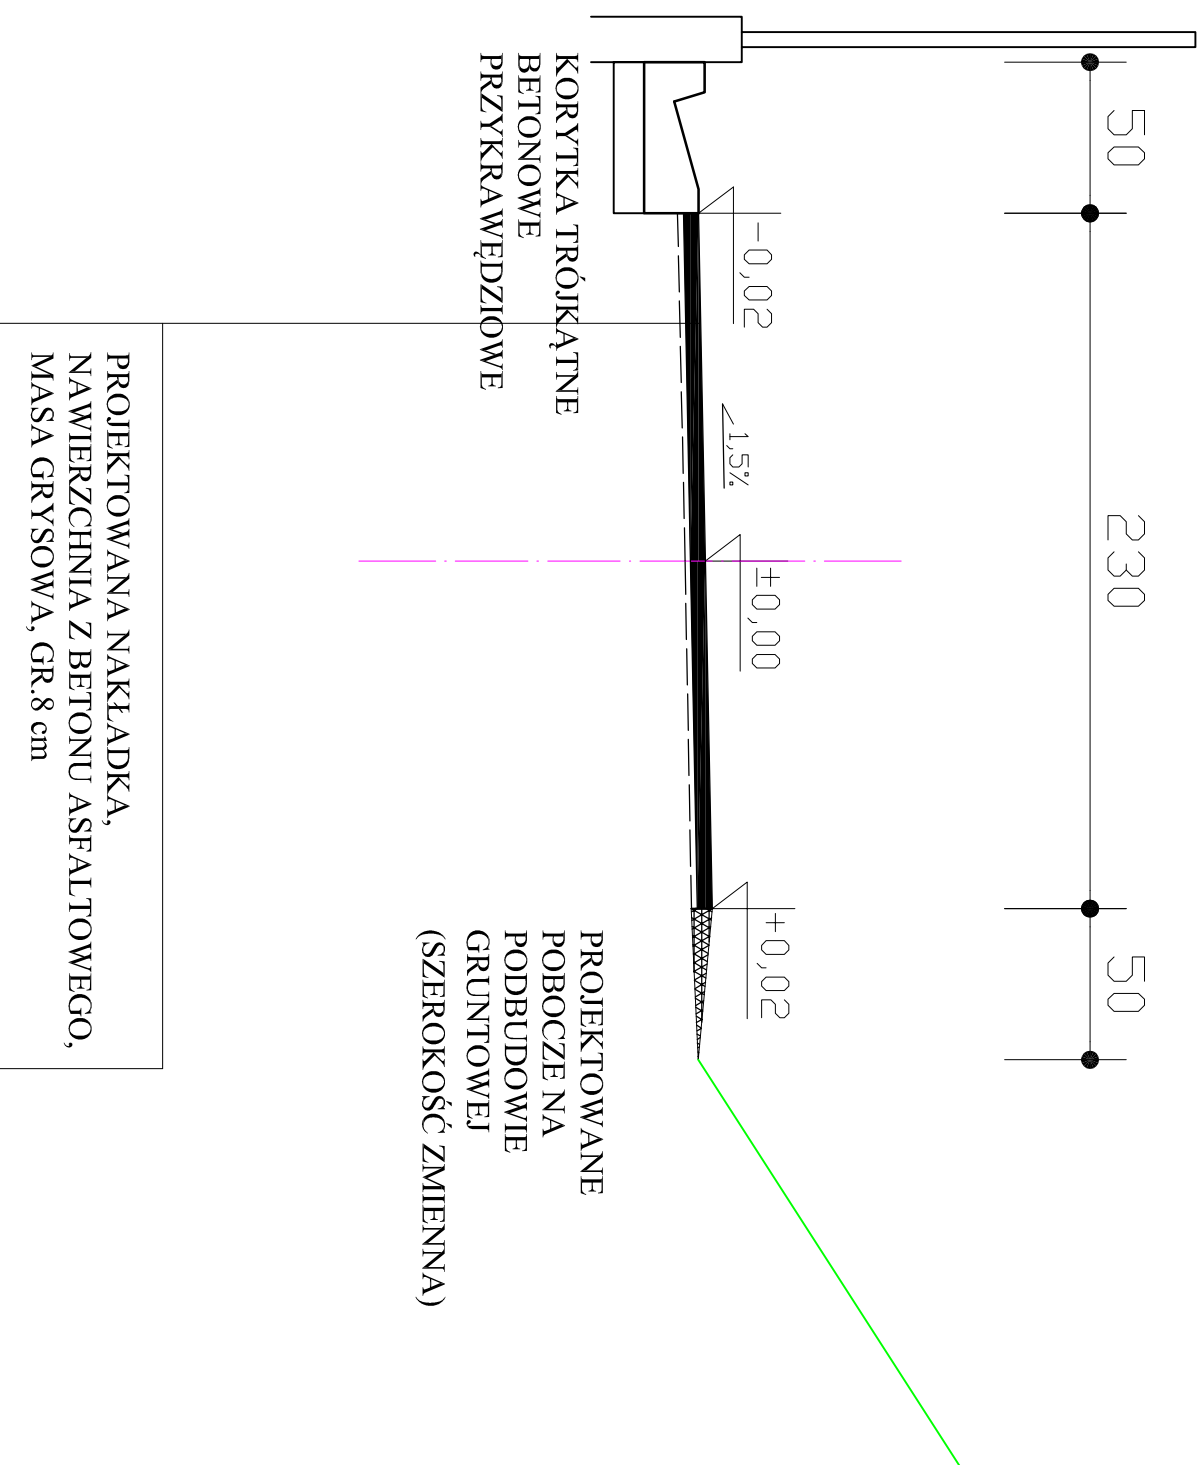 50
230
50
-0,02
1,5%
±0,00
+0,02
KORYTKA TRÓJKĄTNE
BETONOWE
PRZYKRAWĘDZIOWE
PROJEKTOWANE
POBOCZE NA
PODBUDOWIE
GRUNTOWEJ
(SZEROKOŚĆ ZMIENNA)
PROJEKTOWANA NAKŁADKA,
NAWIERZCHNIA Z BETONU ASFALTOWEGO,
MASA GRYSOWA, GR.8 cm